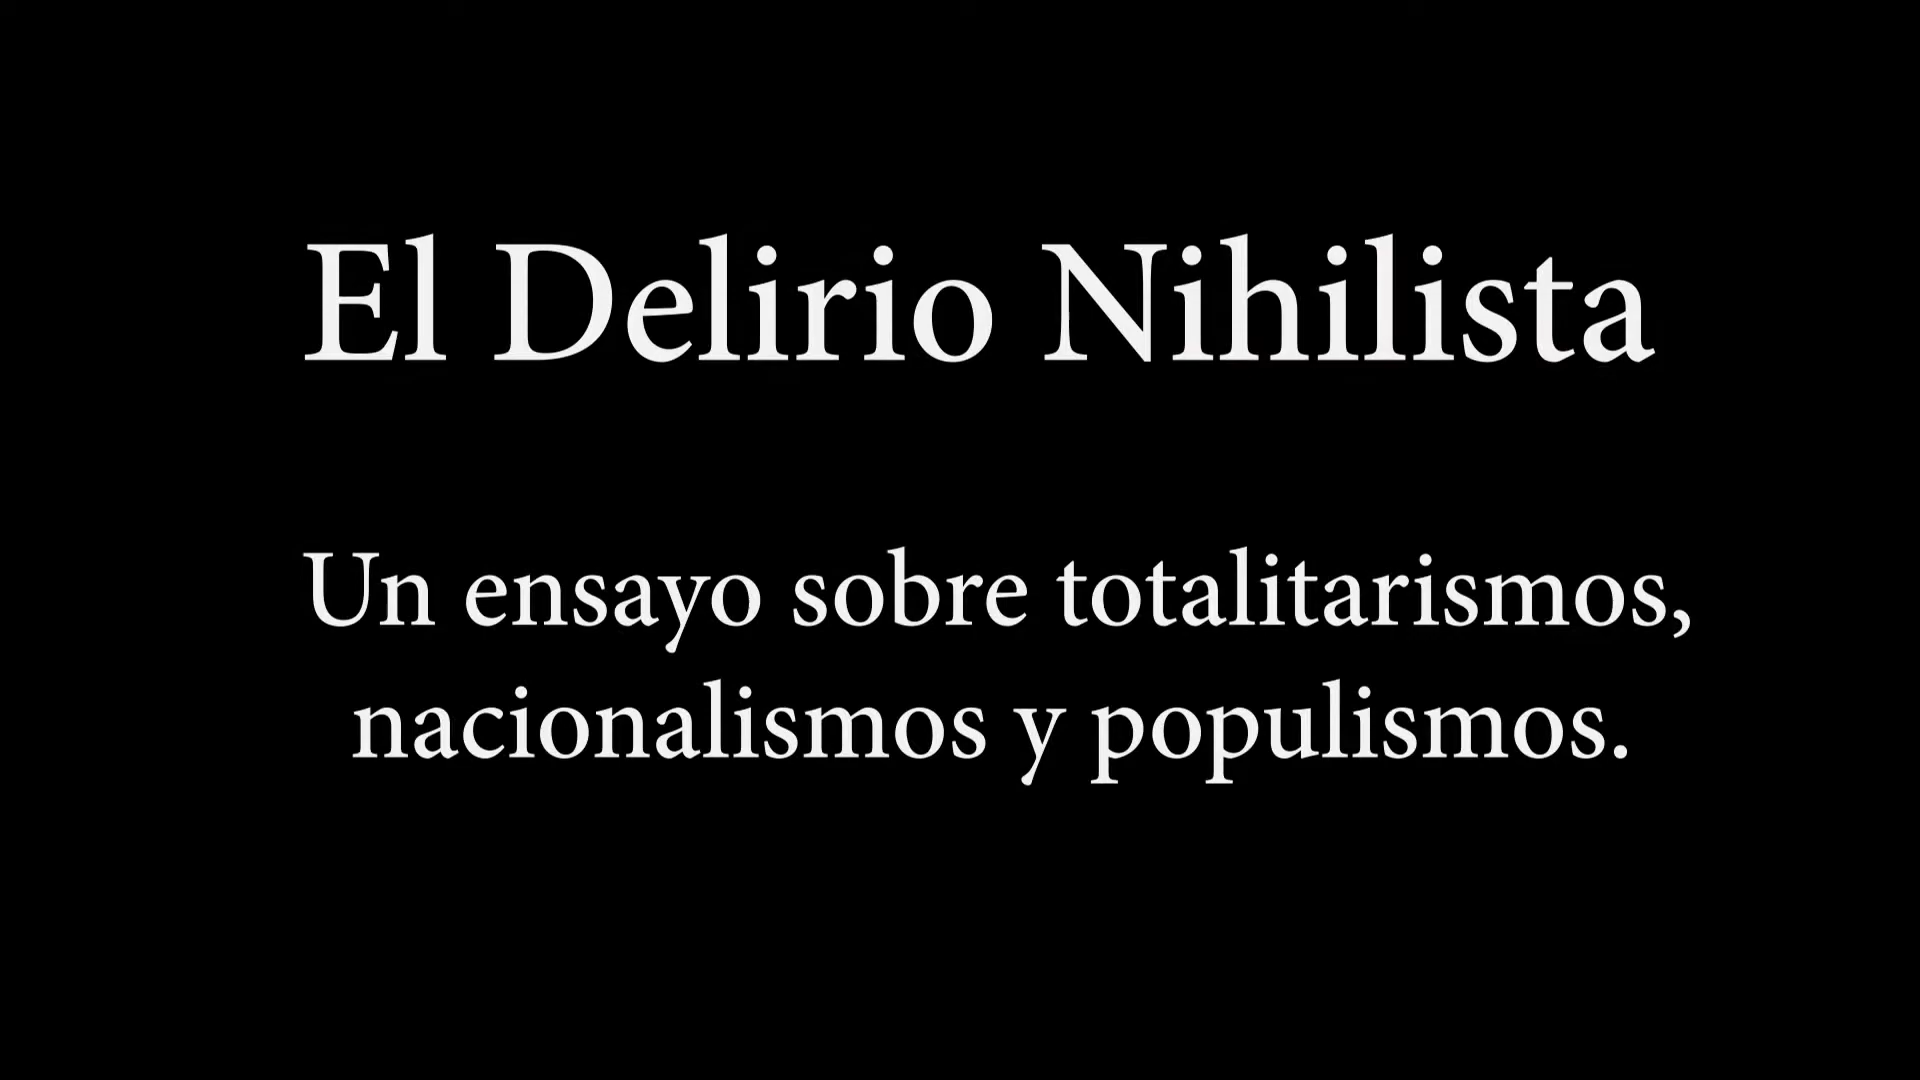 El Delirio Nihilista
Un ensayo sobre totalitarismos,
nacionalismos y populismos.